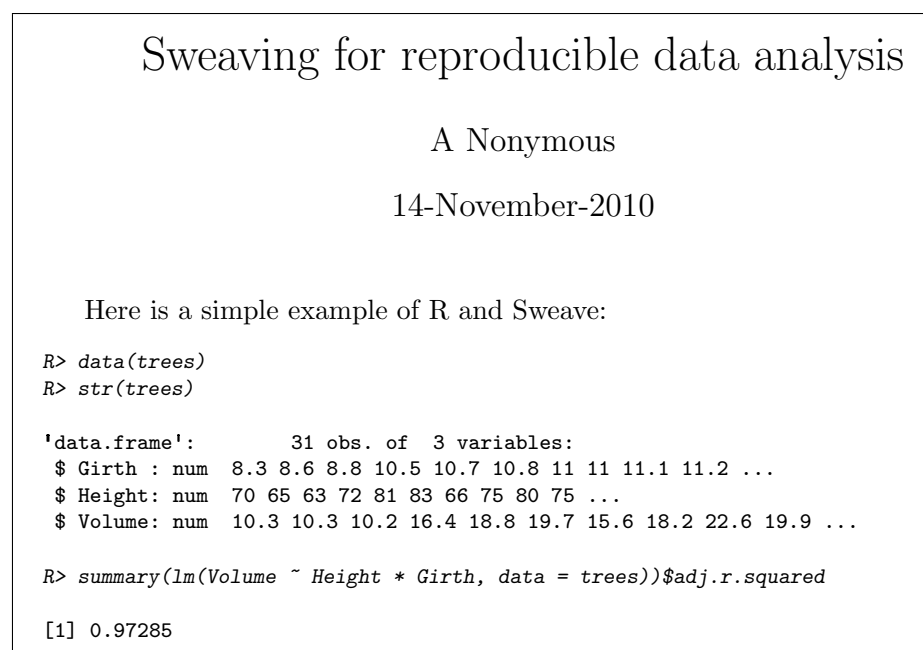 Sweaving for reproducible data analysis
A Nonymous
14-November-2010
Here is a simple example of R and Sweave:
R> data(trees)
R> str(trees)
'data.frame':       31 obs. of  3 variables:
 $ Girth : num  8.3 8.6 8.8 10.5 10.7 10.8 11 11 11.1 11.2 ...
 $ Height: num  70 65 63 72 81 83 66 75 80 75 ...
 $ Volume: num  10.3 10.3 10.2 16.4 18.8 19.7 15.6 18.2 22.6 19.9 ...
R> summary(lm(Volume ~ Height * Girth, data = trees))$adj.r.squared
[1] 0.97285